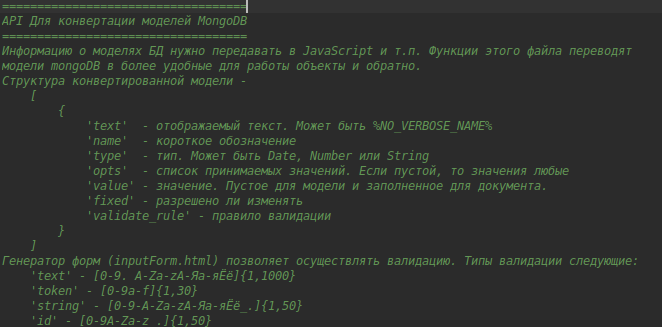 ===================================
API Для конвертации моделей MongoDB
===================================
Информацию о моделях БД нужно передавать в JavaScript и т.п. Функции этого файла переводят
модели mongoDB в более удобные для работы объекты и обратно.
Структура конвертированной модели -
[
{
'text' - отображаемый текст. Может быть %NO_VERBOSE_NAME%
'name' - короткое обозначение
'type' - тип. Может быть Date, Number или String
'opts' - список принимаемых значений. Если пустой, то значения любые
'value' - значение. Пустое для модели и заполненное для документа.
'fixed' - разрешено ли изменять
'validate_rule' - правило валидации
}
]
Генератор форм (inputForm.html) позволяет осуществлять валидацию. Типы валидации следующие:
'text' - [0-9. A-Za-zА-Яа-яЁё]{1,1000}
'token' - [0-9a-f]{1,30}
'string' - [0-9-A-Za-zА-Яа-яЁё_.]{1,50}
'id' - [0-9A-Za-z_.]{1,50}